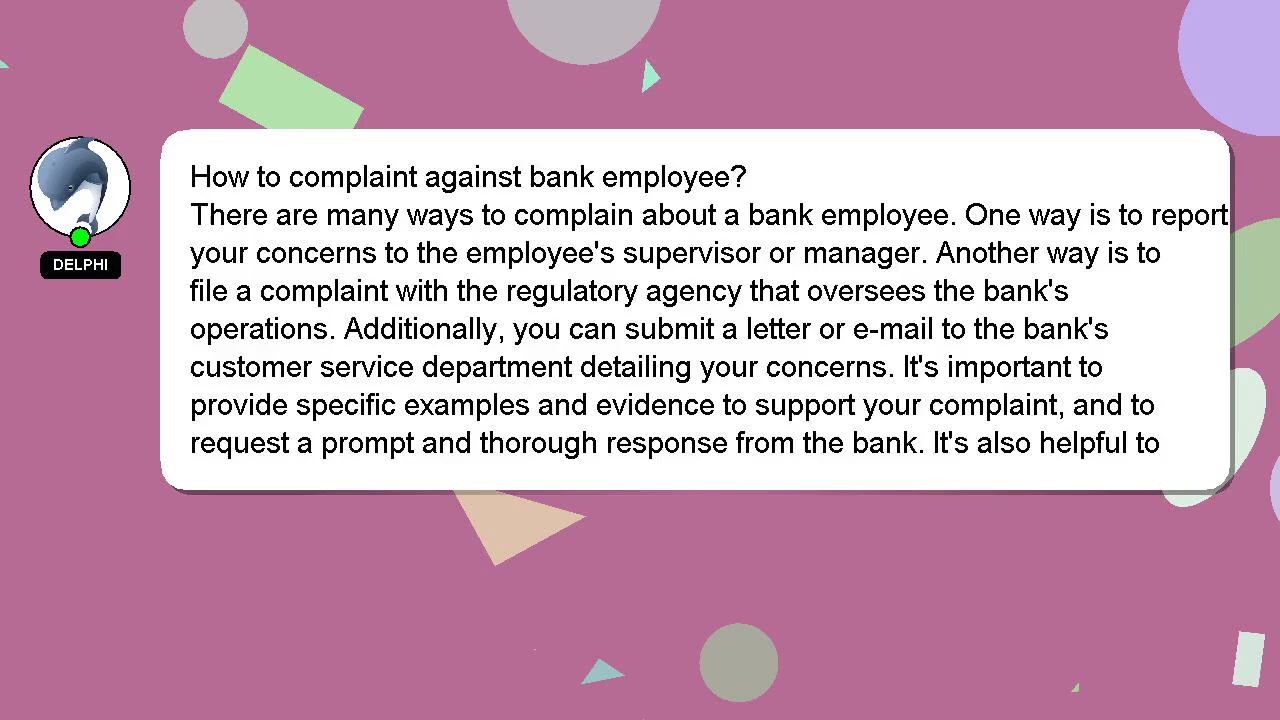 How to complaint against bank employee?
There are many ways to complain about a bank employee. One way is to report
your concerns to the employee's supervisor or manager. Another way is to
file a complaint with the regulatory agency that oversees the bank's
operations. Additionally, you can submit a letter or e-mail to the bank's
customer service department detailing your concerns. It's important to
provide specific examples and evidence to support your complaint, and to
request a prompt and thorough response from the bank. It's also helpful to
DELPHI